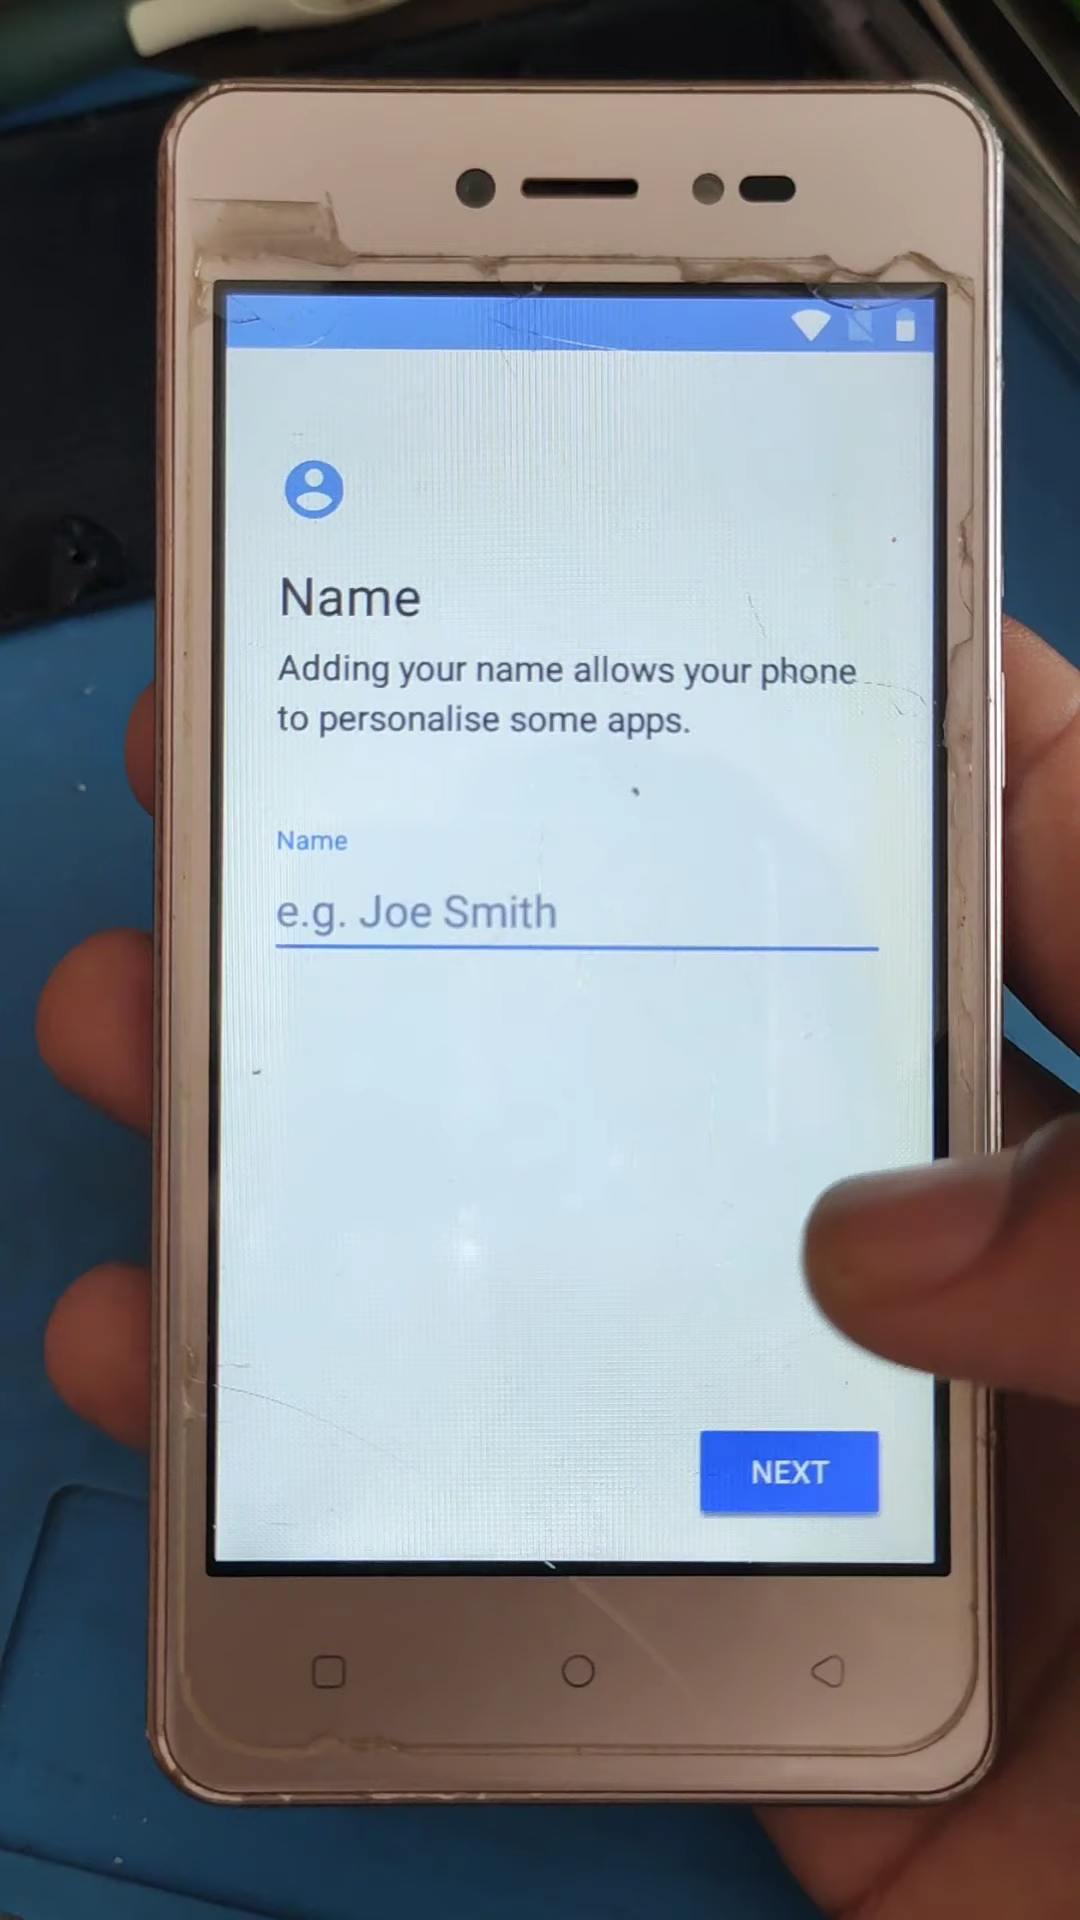 Name
Adding your name allows your phone
to personalise some apps.
Name
e.g. Joe Smith
NEXT